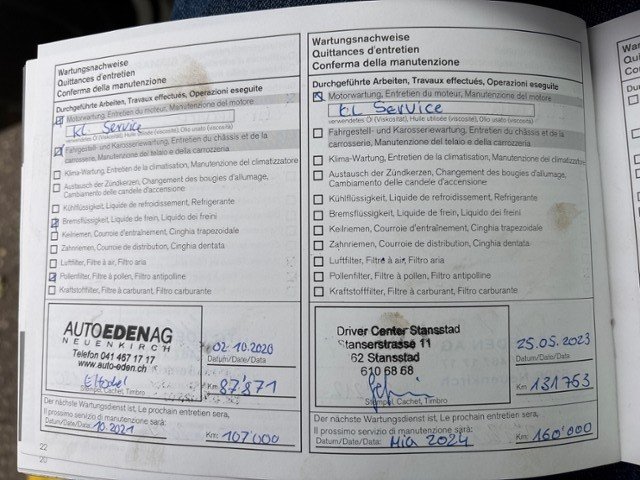 Wartungsnachweise
Quittances d'entretien
Conferma della manutenzione
Durchgeführte Arbeiten, Travaux effectués, Operazioni eseguite
Motorwartung, Entretien du moteur, Manutenzione del motore
KL Service
verwendetes Öl (Viskosität), Huile utilisée (viscosité), Olio usato (viscosità)
Fahrgestell- und Karosseriewartung, Entretien du châssis et de la
carrosserie, Manutenzione del telaio e della carrozzeria
Klima-Wartung, Entretien de la climatisation, Manutenzione del climatizzatore
Austausch der Zündkerzen, Changement des bougies d'allumage,
Cambiamento delle candele d'accensione
Kühlflüssigkeit, Liquide de refroidissement, Refrigerante
Bremsflüssigkeit, Liquide de frein, Liquido dei freini
Keilriemen, Courroie d'entraînement, Cinghia trapezoidale
Zahnriemen, Courroie de distribution, Cinghia dentata
Luftfilter, Filtre à air, Filtro aria
Pollenfilter, Filtre à pollen, Filtro antipolline
Kraftstofffilter, Filtre à carburant, Filtro carburante
AUTOEDENAG
NEUENKIRCH
Telefon 041 467 17 17
www.auto-eden.ch
Stempel, Cachet, Timbro
02.10.2020
Datum/Date/Data
Km 87'871
Der nächste Wartungsdienst ist, Le prochain entretien sera,
Il prossimo servizio di manutenzione sarà:
Datum/Date/Data: 10.2021 Km: 107'000
22
20
Wartungsnachweise
Quittances d'entretien
Conferma della manutenzione
Durchgeführte Arbeiten, Travaux effectués, Operazioni eseguite
Motorwartung, Entretien du moteur, Manutenzione del motore
KL Service
verwendetes Öl (Viskosität), Huile utilisée (viscosité), Olio usato (viscosità)
Fahrgestell- und Karosseriewartung, Entretien du châssis et de la
carrosserie, Manutenzione del telaio e della carrozzeria
Klima-Wartung, Entretien de la climatisation, Manutenzione del climatizzatore
Austausch der Zündkerzen, Changement des bougies d'allumage,
Cambiamento delle candele d'accensione
Kühlflüssigkeit, Liquide de refroidissement, Refrigerante
Bremsflüssigkeit, Liquide de frein, Liquido dei freini
Keilriemen, Courroie d'entraînement, Cinghia trapezoidale
Zahnriemen, Courroie de distribution, Cinghia dentata
Luftfilter, Filtre à air, Filtro aria
Pollenfilter, Filtre à pollen, Filtro antipolline
Kraftstofffilter, Filtre à carburant, Filtro carburante
Driver Center Stansstad
Stanserstrasse 11
62 Stansstad
610 68 68
Stempel, Cachet, Timbro
25.05.2023
Datum/Date/Data
Km 131753
Der nächste Wartungsdienst ist, Le prochain entretien sera,
Il prossimo servizio di manutenzione sarà:
Datum/Date/Data: Mia 2024 Km: 160'000